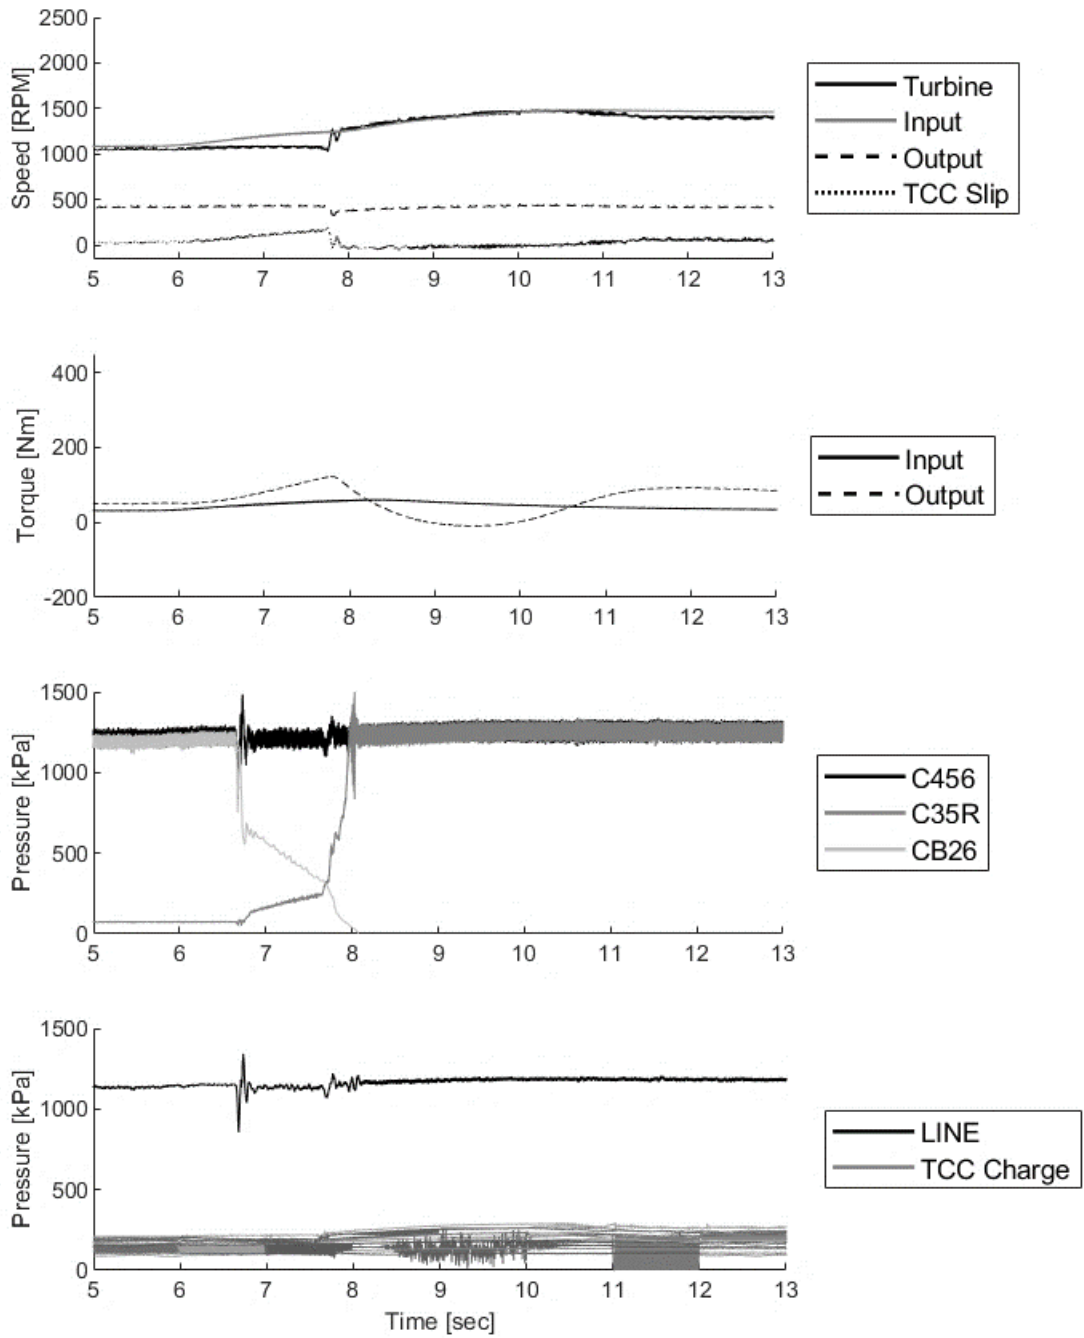 2500
2000
1500
1000
500
0
Speed [RPM]
5 6 7 8 9 10 11 12 13
Turbine
Input
Output
TCC Slip
400
200
0
-200
Torque [Nm]
5 6 7 8 9 10 11 12 13
Input
Output
1500
1000
500
0
Pressure [kPa]
5 6 7 8 9 10 11 12 13
C456
C35R
CB26
1500
1000
500
0
Pressure [kPa]
5 6 7 8 9 10 11 12 13
Time [sec]
LINE
TCC Charge